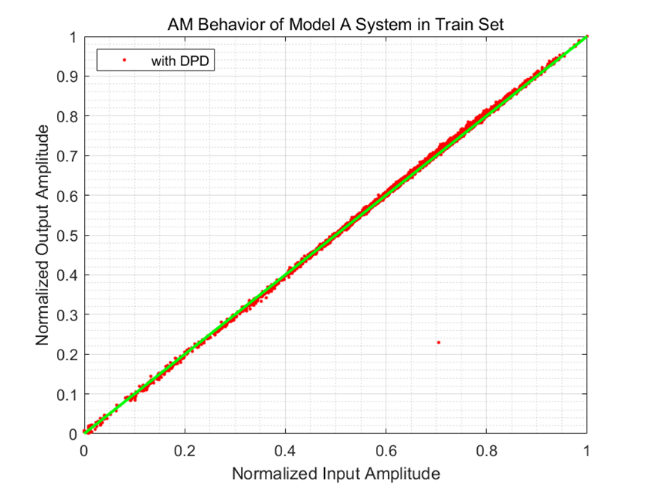 AM Behavior of Model A System in Train Set
with DPD
1
0.9
0.8
0.7
0.6
0.5
0.4
0.3
0.2
0.1
0
Normalized Output Amplitude
0 0.2 0.4 0.6 0.8 1
Normalized Input Amplitude